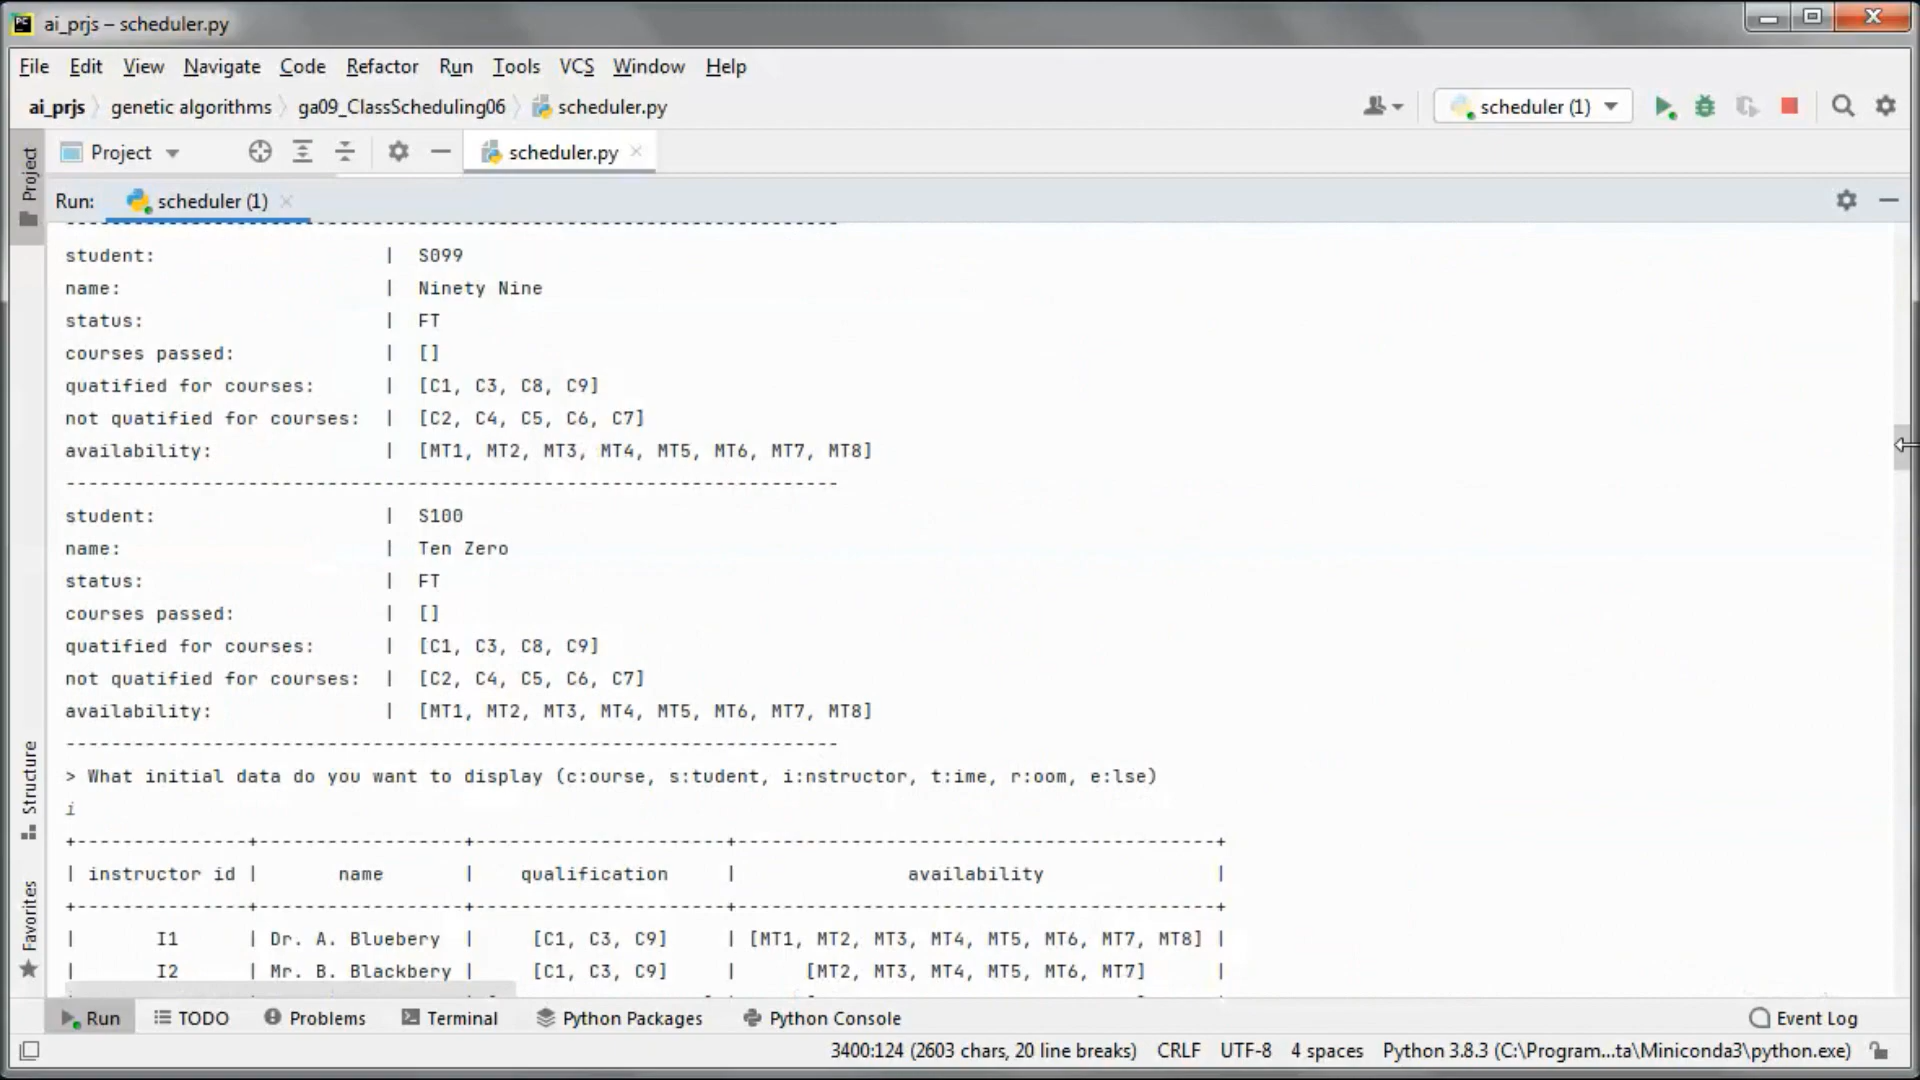 ai_prjs – scheduler.py
File Edit View Navigate Code Refactor Run Tools VCS Window Help
ai_prjs genetic algorithms ga09_ClassScheduling06 scheduler.py scheduler (1)
Project scheduler.py
Project
Run: scheduler (1)
student: | S099
name: | Ninety Nine
status: | FT
courses passed: | []
quatified for courses: | [C1, C3, C8, C9]
not quatified for courses: | [C2, C4, C5, C6, C7]
availability: | [MT1, MT2, MT3, MT4, MT5, MT6, MT7, MT8]
--------------------------------------------------------------------
student: | S100
name: | Ten Zero
status: | FT
courses passed: | []
quatified for courses: | [C1, C3, C8, C9]
not quatified for courses: | [C2, C4, C5, C6, C7]
availability: | [MT1, MT2, MT3, MT4, MT5, MT6, MT7, MT8]
--------------------------------------------------------------------
> What initial data do you want to display (c:ourse, s:tudent, i:nstructor, t:ime, r:oom, e:lse)
i
+---------------+------------------+----------------------+------------------------------------------+
| instructor id | name | qualification | availability |
+---------------+------------------+----------------------+------------------------------------------+
| I1 | Dr. A. Bluebery | [C1, C3, C9] | [MT1, MT2, MT3, MT4, MT5, MT6, MT7, MT8] |
| I2 | Mr. B. Blackbery | [C1, C3, C9] | [MT2, MT3, MT4, MT5, MT6, MT7] |
Structure
Favorites
Run TODO Problems Terminal Python Packages Python Console Event Log
3400:124 (2603 chars, 20 line breaks) CRLF UTF-8 4 spaces Python 3.8.3 (C:\Program...ta\Miniconda3\python.exe)